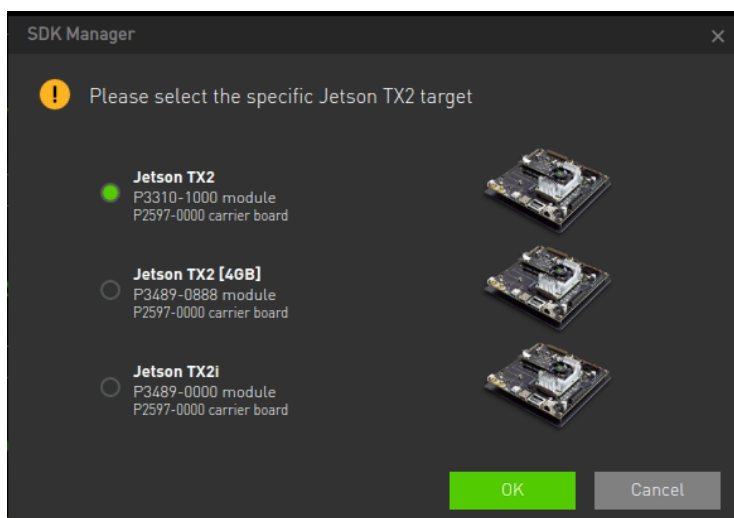 SDK Manager
Please select the specific Jetson TX2 target
Jetson TX2
P3310-1000 module
P2597-0000 carrier board
Jetson TX2 [4GB]
P3489-0888 module
P2597-0000 carrier board
Jetson TX2i
P3489-0000 module
P2597-0000 carrier board
OK
Cancel